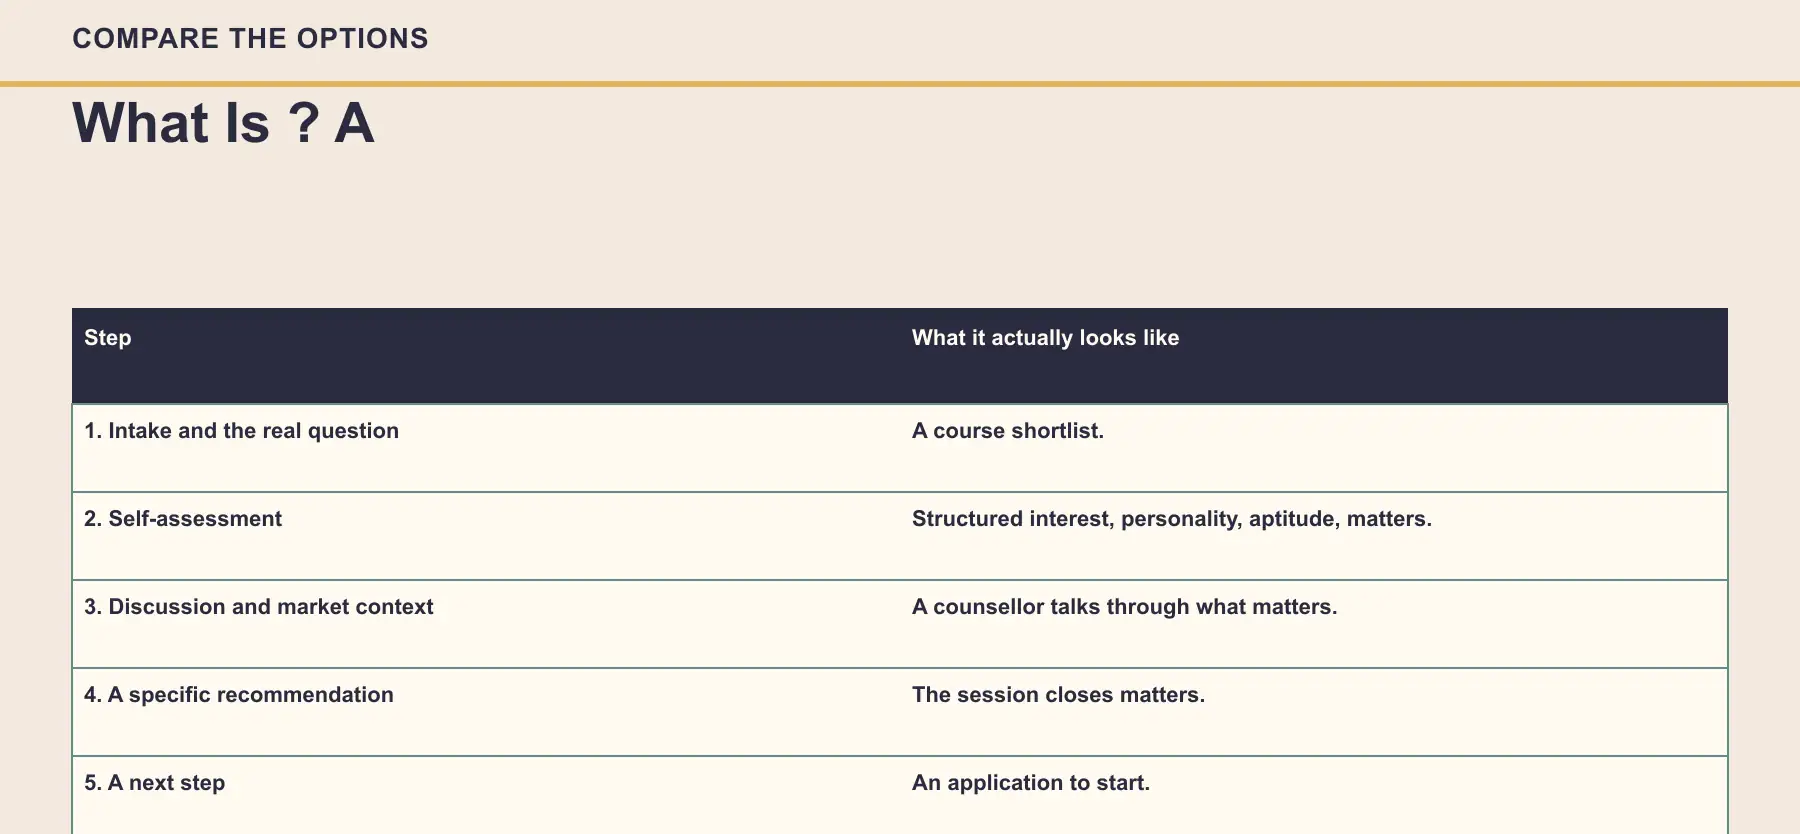 COMPARE THE OPTIONS
What Is ? A
Step What it actually looks like
1. Intake and the real question A course shortlist.
2. Self-assessment Structured interest, personality, aptitude, matters.
3. Discussion and market context A counsellor talks through what matters.
4. A specific recommendation The session closes matters.
5. A next step An application to start.